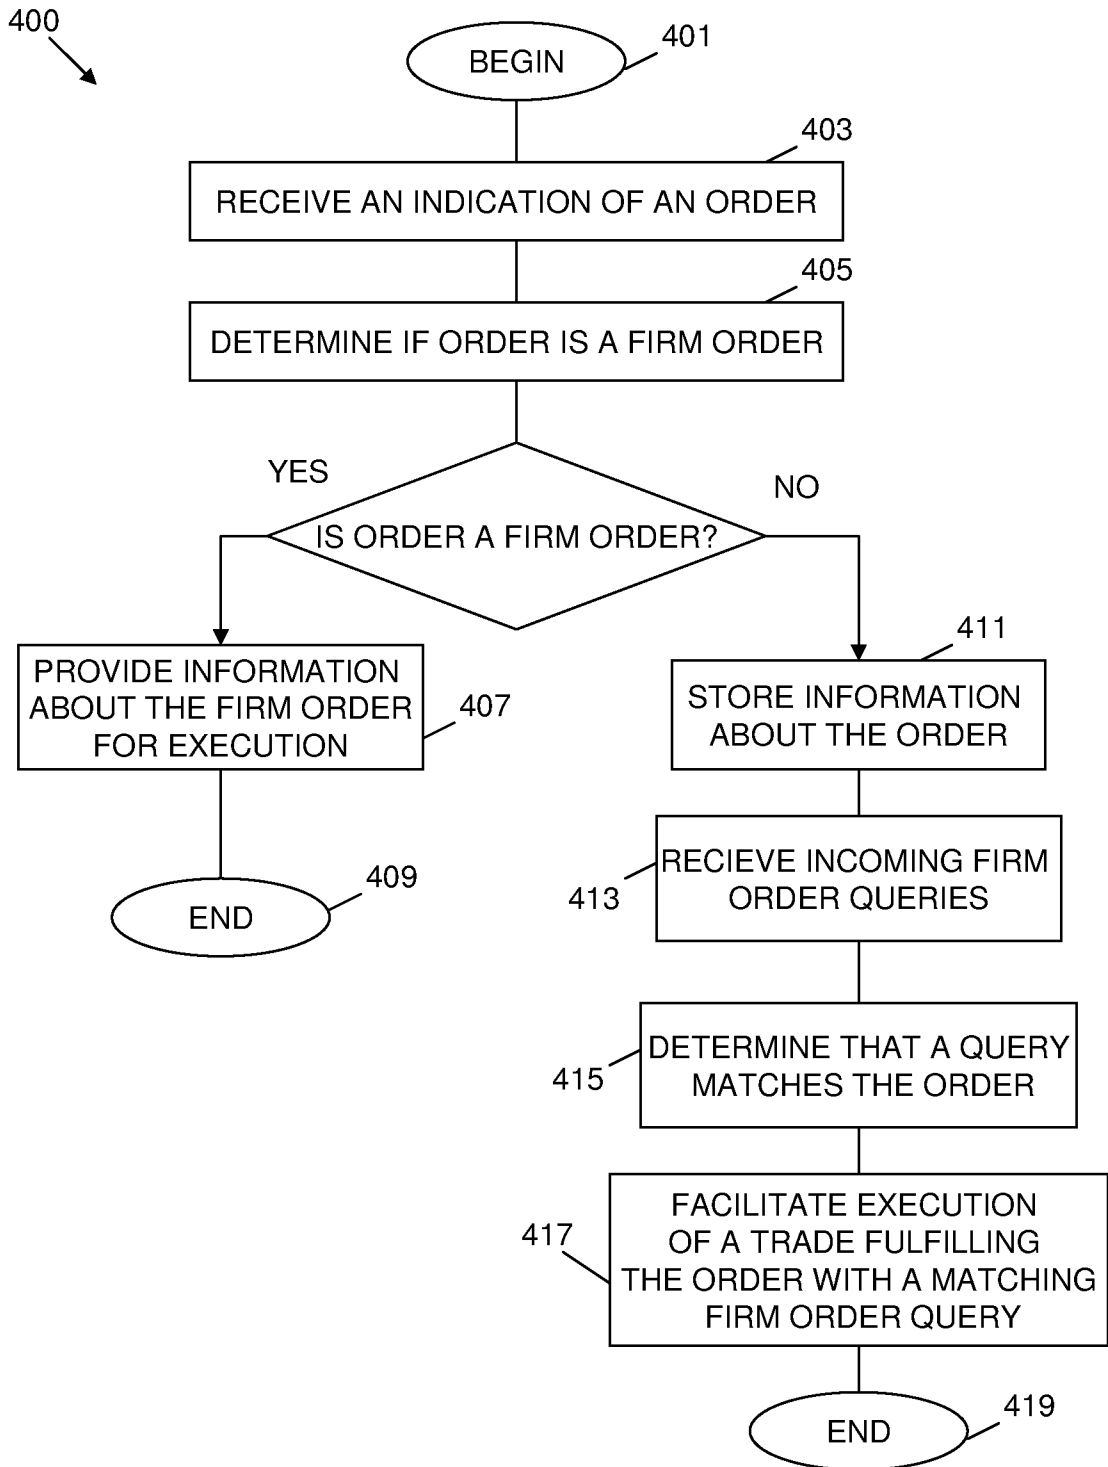 400
BEGIN
401
403
RECEIVE AN INDICATION OF AN ORDER
405
DETERMINE IF ORDER IS A FIRM ORDER
YES
NO
IS ORDER A FIRM ORDER?
PROVIDE INFORMATION
ABOUT THE FIRM ORDER
FOR EXECUTION
407
END
409
411
STORE INFORMATION
ABOUT THE ORDER
RECIEVE INCOMING FIRM
ORDER QUERIES
413
DETERMINE THAT A QUERY
MATCHES THE ORDER
415
FACILITATE EXECUTION
OF A TRADE FULFILLING
THE ORDER WITH A MATCHING
FIRM ORDER QUERY
417
END
419